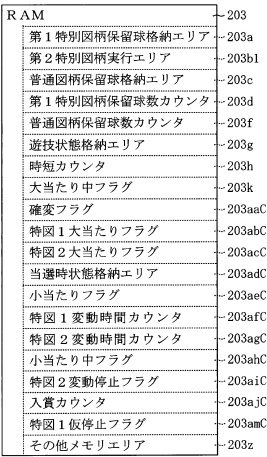 RAM 203
第1特別図柄保留球格納エリア 203a
第2特別図柄実行エリア 203b1
普通図柄保留球格納エリア 203c
第1特別図柄保留球数カウンタ 203d
普通図柄保留球数カウンタ 203f
遊技状態格納エリア 203g
時短カウンタ 203h
大当たり中フラグ 203k
確変フラグ 203aaC
特図1大当たりフラグ 203abC
特図2大当たりフラグ 203acC
当選時状態格納エリア 203adC
小当たりフラグ 203aeC
特図1変動時間カウンタ 203afC
特図2変動時間カウンタ 203agC
小当たり中フラグ 203ahC
特図2変動停止フラグ 203aiC
入賞カウンタ 203ajC
特図1仮停止フラグ 203amC
その他メモリエリア 203z